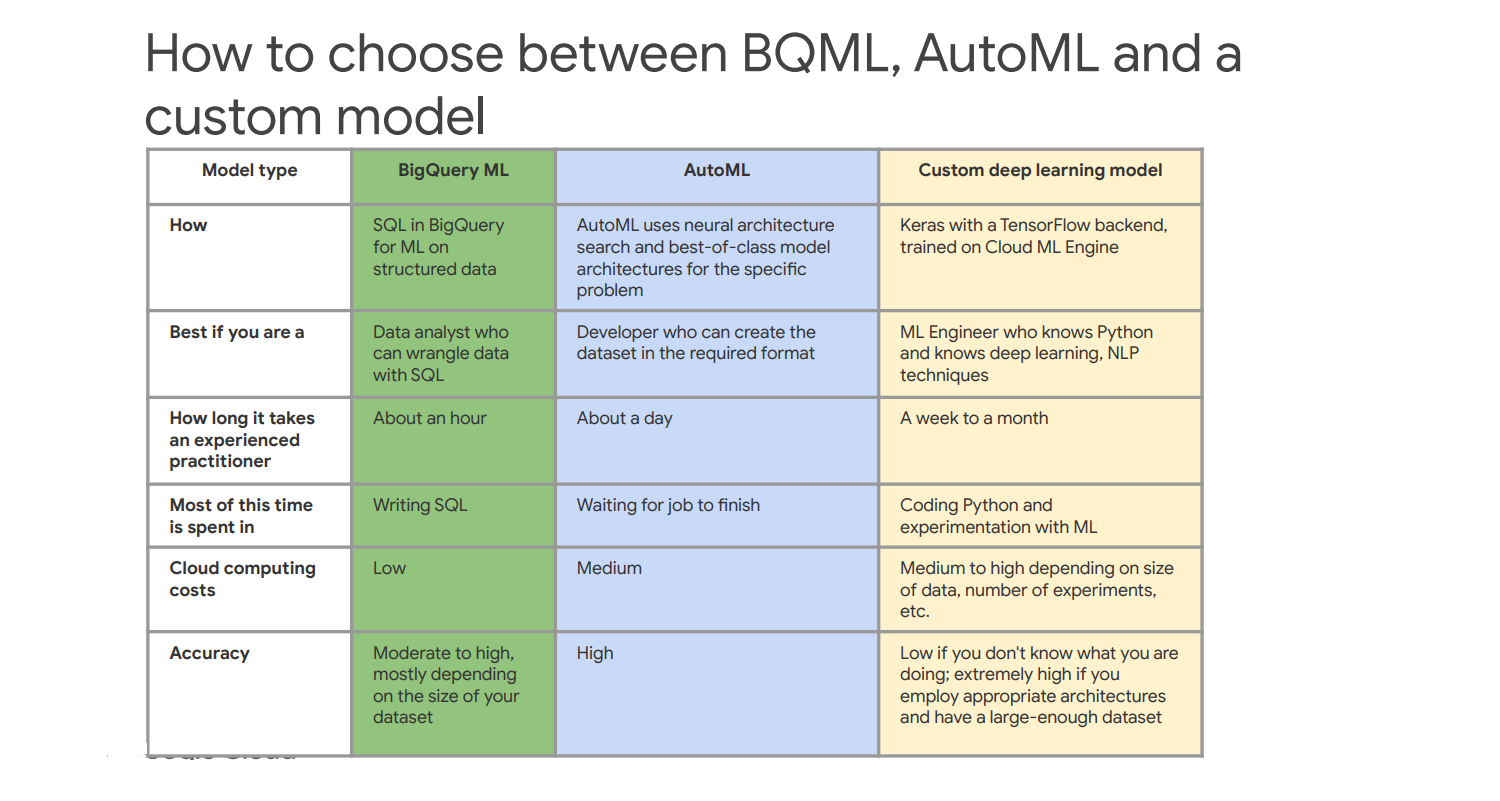 How to choose between BQML, AutoML and a
custom model
Model type
BigQuery ML
AutoML
Custom deep learning model
How
SQL in BigQuery
for ML on
structured data
AutoML uses neural architecture
search and best-of-class model
architectures for the specific
problem
Keras with a TensorFlow backend,
trained on Cloud ML Engine
Best if you are a
Data analyst who
can wrangle data
with SQL
Developer who can create the
dataset in the required format
ML Engineer who knows Python
and knows deep learning, NLP
techniques
How long it takes
an experienced
practitioner
About an hour
About a day
A week to a month
Most of this time
is spent in
Writing SQL
Waiting for job to finish
Coding Python and
experimentation with ML
Cloud computing
costs
Low
Medium
Medium to high depending on size
of data, number of experiments,
etc.
Accuracy
Moderate to high,
mostly depending
on the size of your
dataset
High
Low if you don't know what you are
doing; extremely high if you
employ appropriate architectures
and have a large-enough dataset